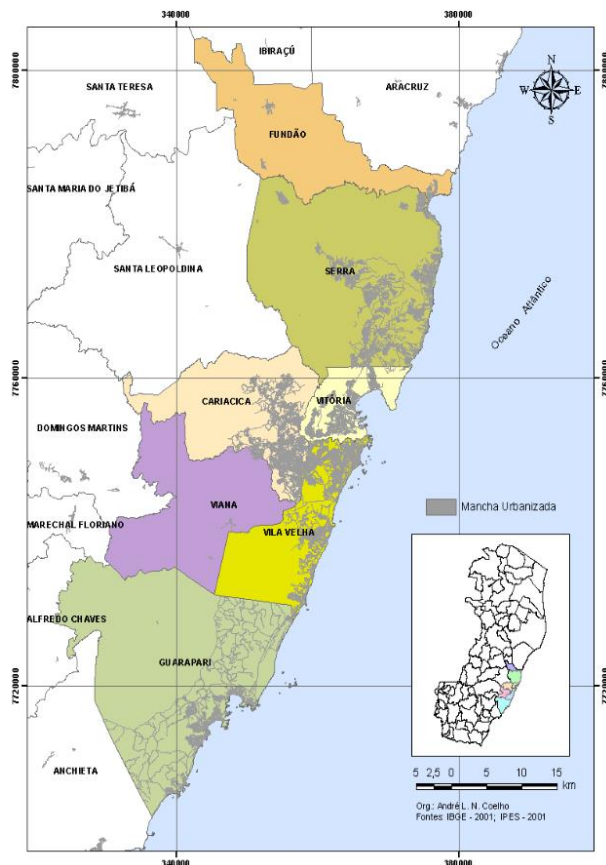 340000
380000
7800000
7800000
IBIRAÇÚ
SANTA TERESA
ARACRUZ
N
W E
S
FUNDÃO
SANTA MARIA DO JETIBÁ
SERRA
SANTA LEOPOLDINA
Oceano Atlântico
7760000
7760000
CARIACICA
VITÓRIA
DOMINGOS MARTINS
VIANA
Mancha Urbanizada
MARECHAL FLORIANO
VILA VELHA
ALFREDO CHAVES
GUARAPARI
7720000
7720000
ANCHIETA
5 2,5 0 5 10 15
km
Org.: André L. N. Coelho
Fontes: IBGE - 2001; IPES - 2001
340000
380000